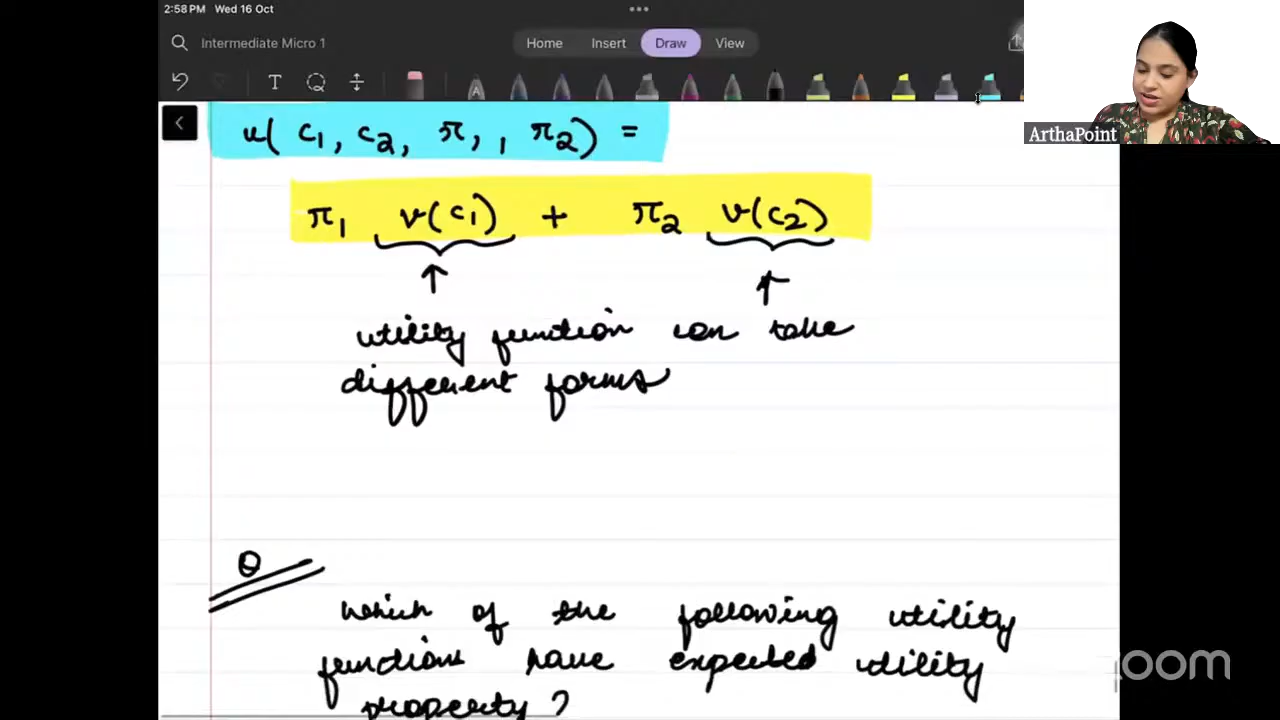 2:58 PM Wed 16 Oct
Intermediate Micro 1
Home Insert Draw View
ArthaPoint
u( c1, c2, π1, π2) =
π1 v(c1) + π2 v(c2)
utility function can take
different forms
Q
which of the following utility
functions have expected utility
property?
zoom